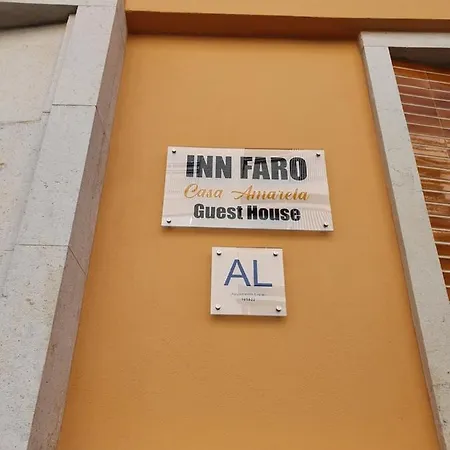 INN FARO
Casa Amarela
Guest House
AL